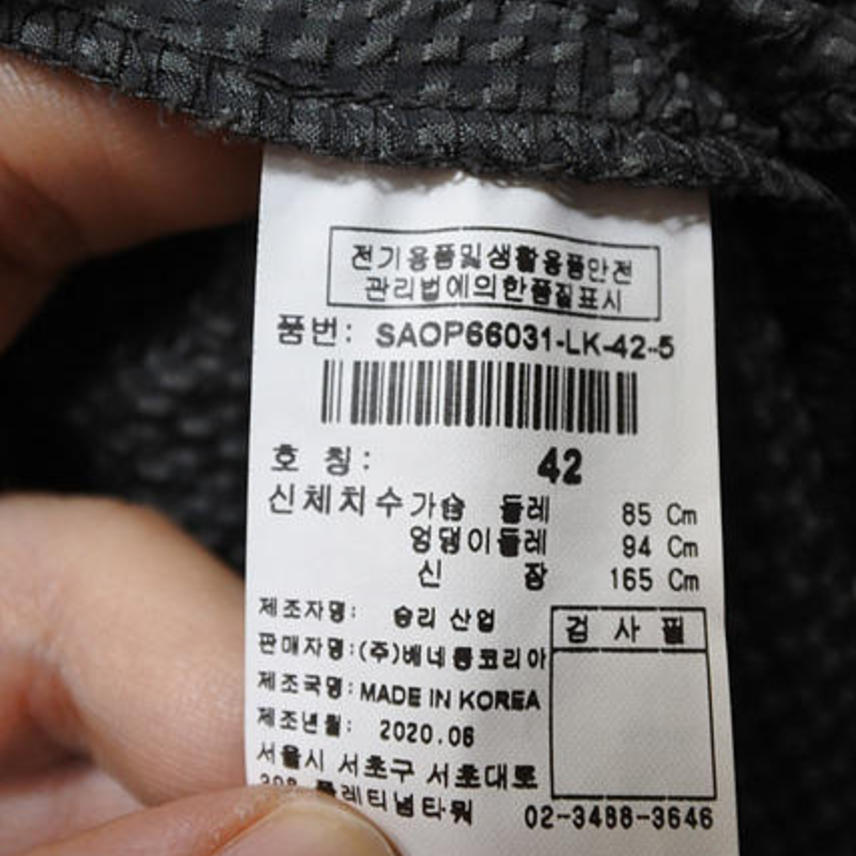 전기용품및생활용품안전
관리법에의한품질표시
품번: SAOP66031-LK-42-5
호 칭: 42
신체치수가슴 둘레 85 Cm
엉덩이둘레 94 Cm
신 장 165 Cm
제조자명: 승리 산업
검 사 필
판매자명:(주)베네통코리아
제조국명: MADE IN KOREA
제조년월: 2020.06
서울시 서초구 서초대로
398 플래티넘타워 02-3488-3646